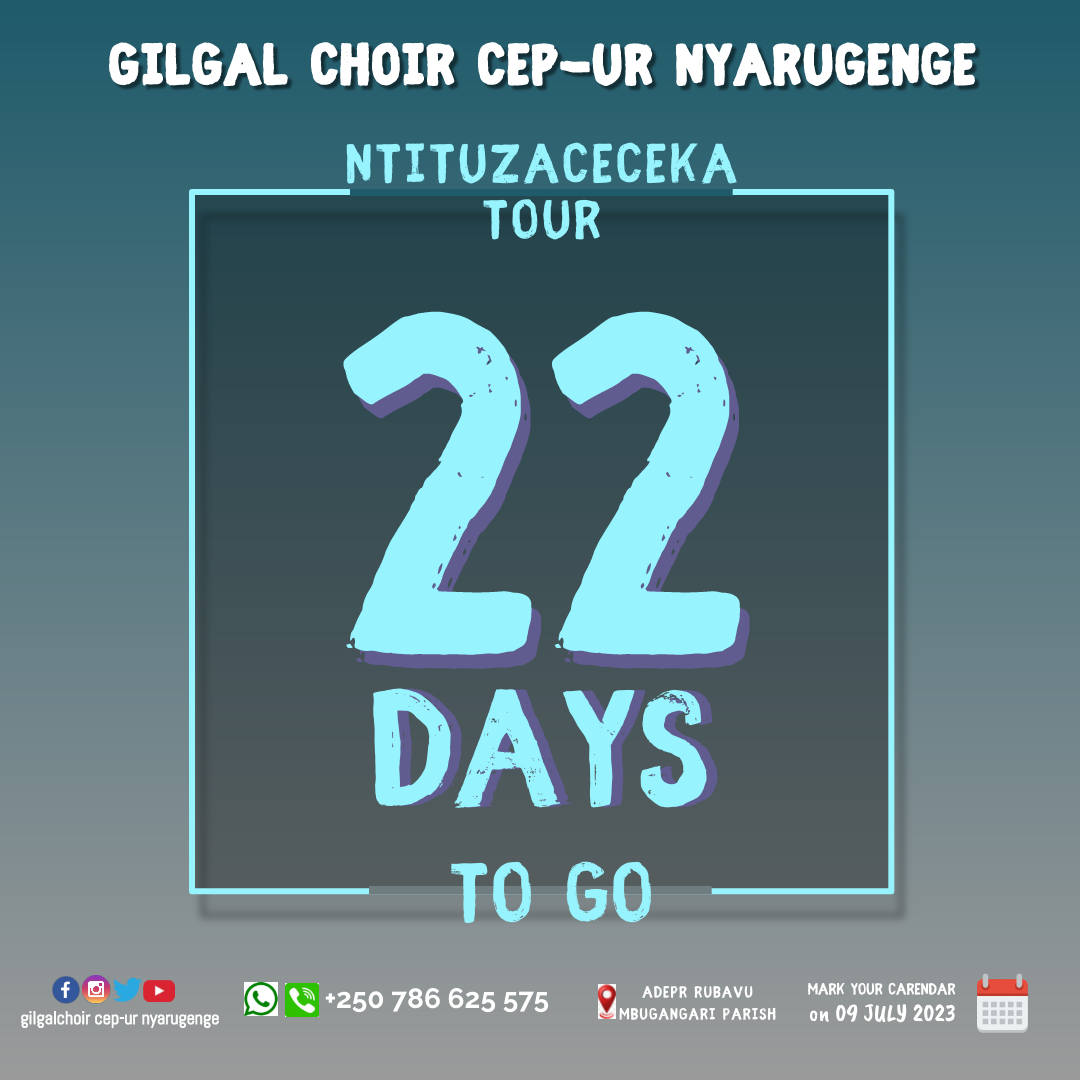 GILGAL CHOIR CEP-UR NYARUGENGE
NTITUZACECEKA
TOUR
22
DAYS
TO GO
gilgalchoir cep-ur nyarugenge
+250 786 625 575
ADEPR RUBAVU
MBUGANGARI PARISH
MARK YOUR CARENDAR
on 09 JULY 2023